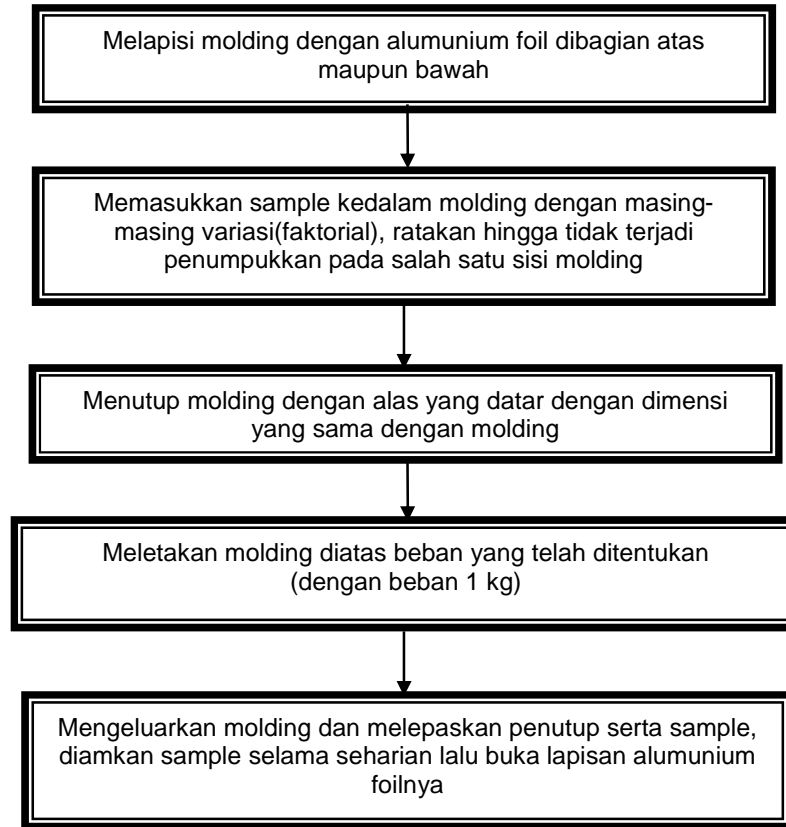 Melapisi molding dengan alumunium foil dibagian atas
maupun bawah
Memasukkan sample kedalam molding dengan masing-
masing variasi(faktorial), ratakan hingga tidak terjadi
penumpukkan pada salah satu sisi molding
Menutup molding dengan alas yang datar dengan dimensi
yang sama dengan molding
Meletakan molding diatas beban yang telah ditentukan
(dengan beban 1 kg)
Mengeluarkan molding dan melepaskan penutup serta sample,
diamkan sample selama seharian lalu buka lapisan alumunium
foilnya